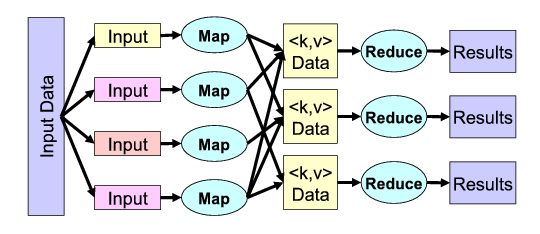 Input Data
Input
Map
Input
Map
Input
Map
Input
Map
<k,v>
Data
Reduce
Results
<k,v>
Data
Reduce
Results
<k,v>
Data
Reduce
Results